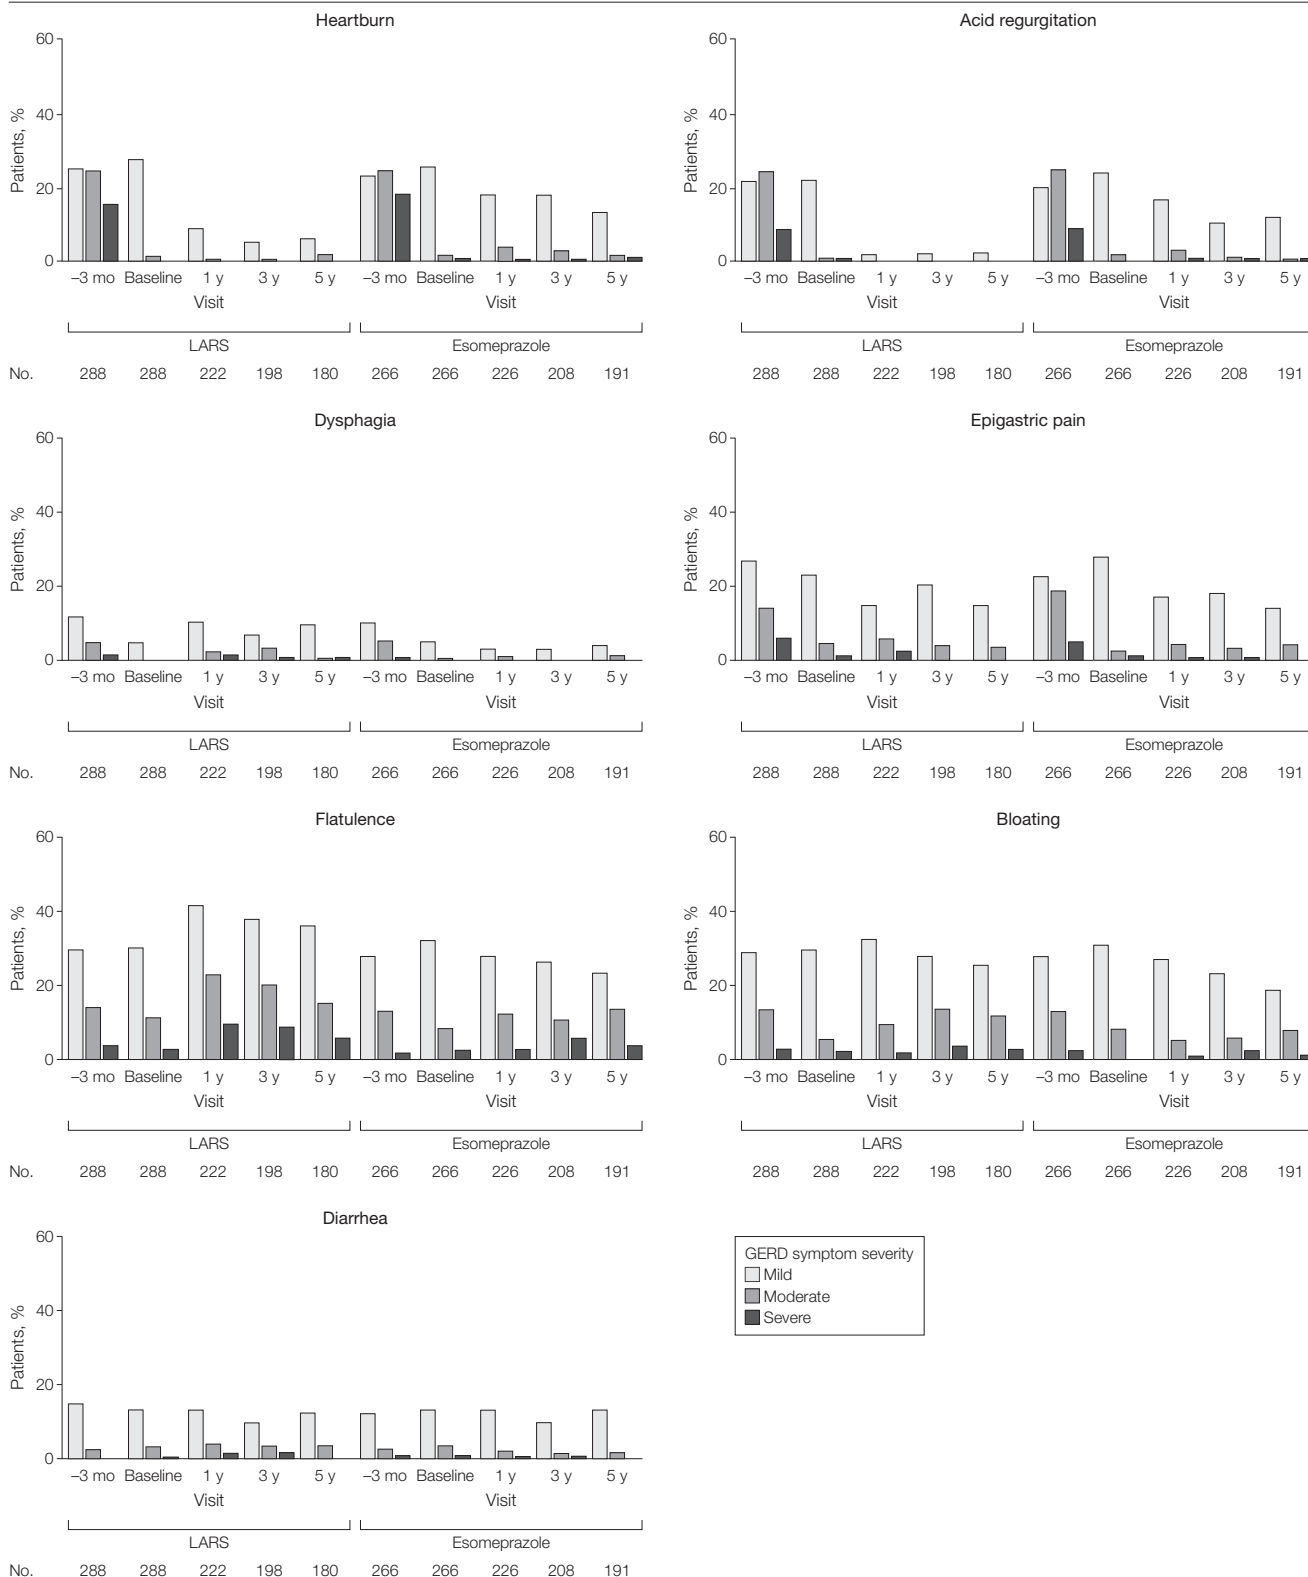 Heartburn
60
40
20
0
Patients, %
–3 mo Baseline 1 y 3 y 5 y –3 mo Baseline 1 y 3 y 5 y
Visit Visit
LARS Esomeprazole
No. 288 288 222 198 180 266 266 226 208 191
Acid regurgitation
60
40
20
0
Patients, %
–3 mo Baseline 1 y 3 y 5 y –3 mo Baseline 1 y 3 y 5 y
Visit Visit
LARS Esomeprazole
288 288 222 198 180 266 266 226 208 191
Dysphagia
60
40
20
0
Patients, %
–3 mo Baseline 1 y 3 y 5 y –3 mo Baseline 1 y 3 y 5 y
Visit Visit
LARS Esomeprazole
No. 288 288 222 198 180 266 266 226 208 191
Epigastric pain
60
40
20
0
Patients, %
–3 mo Baseline 1 y 3 y 5 y –3 mo Baseline 1 y 3 y 5 y
Visit Visit
LARS Esomeprazole
288 288 222 198 180 266 266 226 208 191
Flatulence
60
40
20
0
Patients, %
–3 mo Baseline 1 y 3 y 5 y –3 mo Baseline 1 y 3 y 5 y
Visit Visit
LARS Esomeprazole
No. 288 288 222 198 180 266 266 226 208 191
Bloating
60
40
20
0
Patients, %
–3 mo Baseline 1 y 3 y 5 y –3 mo Baseline 1 y 3 y 5 y
Visit Visit
LARS Esomeprazole
288 288 222 198 180 266 266 226 208 191
Diarrhea
60
40
20
0
Patients, %
–3 mo Baseline 1 y 3 y 5 y –3 mo Baseline 1 y 3 y 5 y
Visit Visit
LARS Esomeprazole
No. 288 288 222 198 180 266 266 226 208 191
GERD symptom severity
Mild
Moderate
Severe